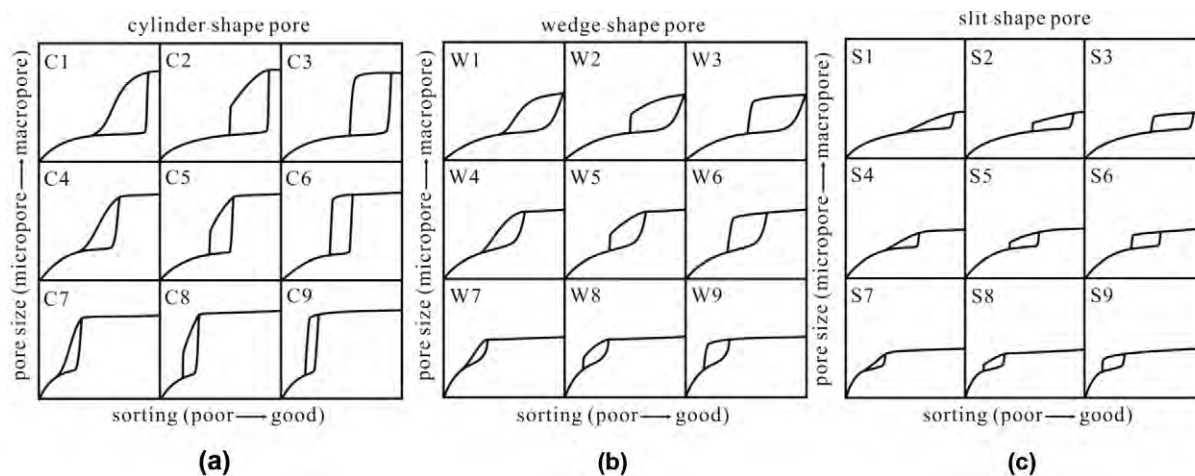 cylinder shape pore
pore size (micropore → macropore)
C1 C2 C3
C4 C5 C6
C7 C8 C9
sorting (poor → good)
(a)
wedge shape pore
pore size (micropore → macropore)
W1 W2 W3
W4 W5 W6
W7 W8 W9
sorting (poor → good)
(b)
slit shape pore
pore size (micropore → macropore)
S1 S2 S3
S4 S5 S6
S7 S8 S9
sorting (poor → good)
(c)